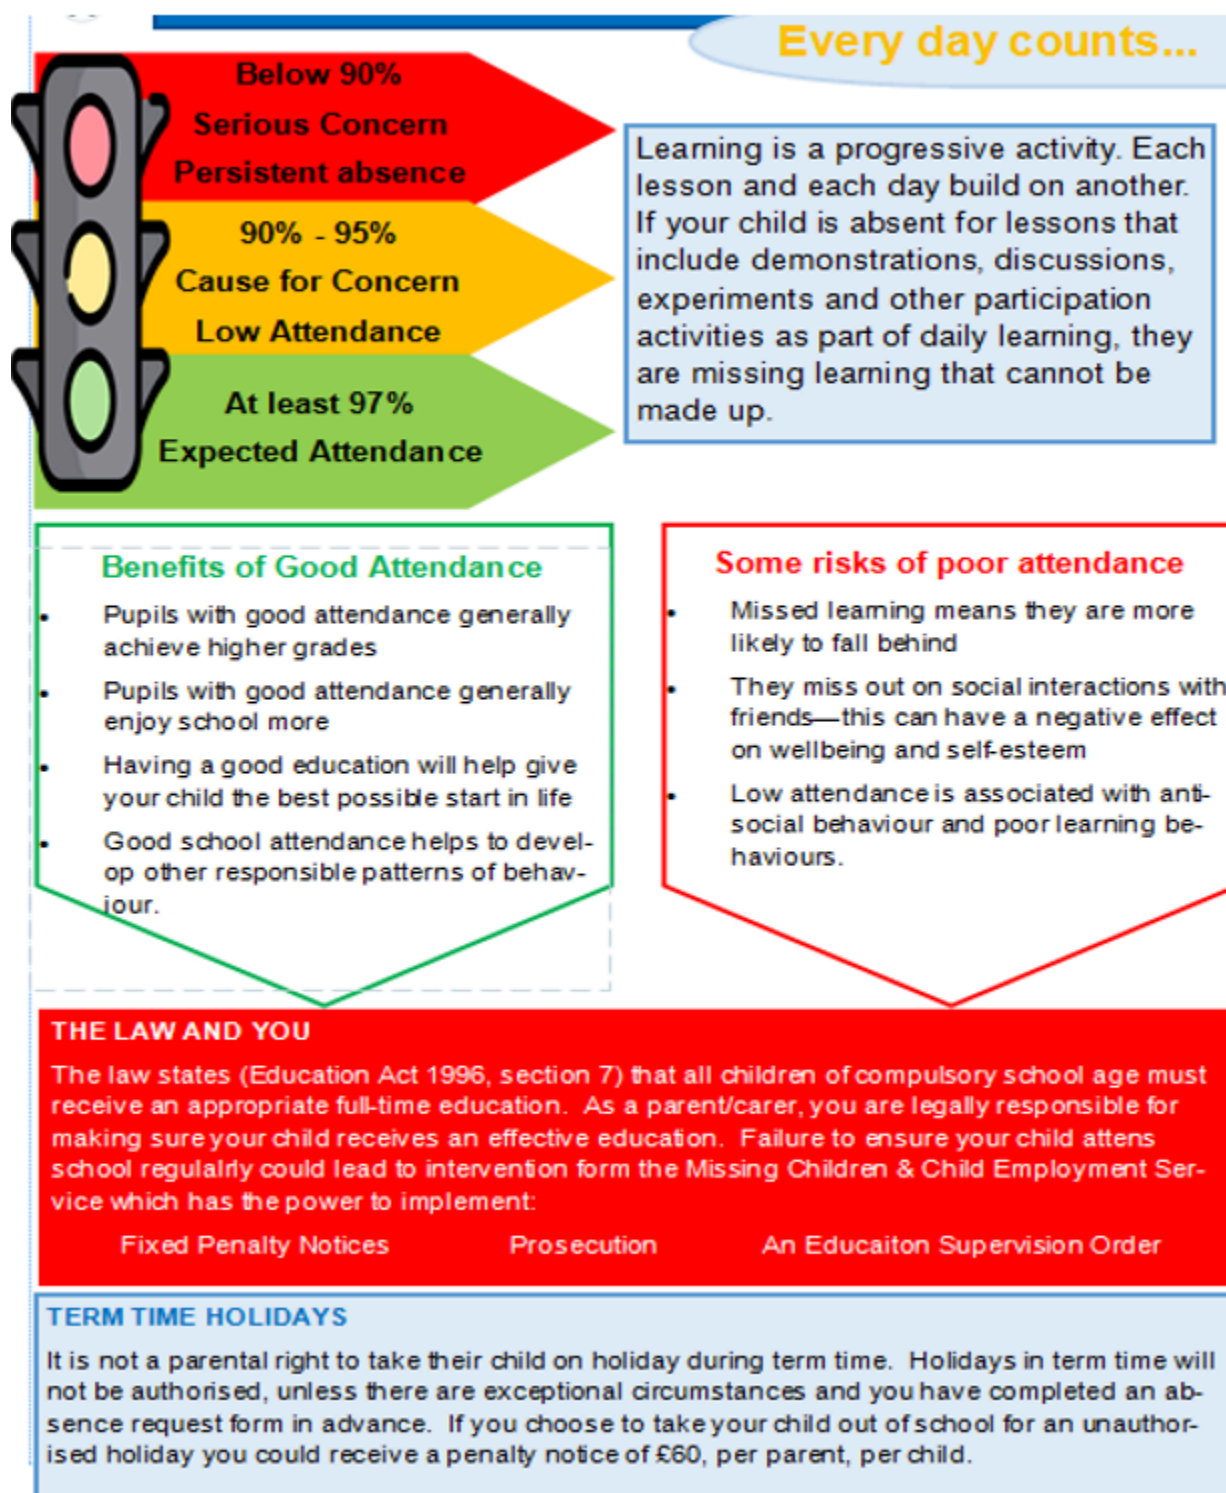 Every day counts...
Below 90%
Serious Concern
Persistent absence
90% - 95%
Cause for Concern
Low Attendance
At least 97%
Expected Attendance
Learning is a progressive activity. Each
lesson and each day build on another.
If your child is absent for lessons that
include demonstrations, discussions,
experiments and other participation
activities as part of daily learning, they
are missing learning that cannot be
made up.
Benefits of Good Attendance
• Pupils with good attendance generally
achieve higher grades
• Pupils with good attendance generally
enjoy school more
• Having a good education will help give
your child the best possible start in life
• Good school attendance helps to devel-
op other responsible patterns of behav-
iour.
Some risks of poor attendance
• Missed learning means they are more
likely to fall behind
• They miss out on social interactions with
friends—this can have a negative effect
on wellbeing and self-esteem
• Low attendance is associated with anti-
social behaviour and poor learning be-
haviours.
THE LAW AND YOU
The law states (Education Act 1996, section 7) that all children of compulsory school age must
receive an appropriate full-time education.  As a parent/carer, you are legally responsible for
making sure your child receives an effective education.  Failure to ensure your child attens
school regulalrly could lead to intervention form the Missing Children & Child Employment Ser-
vice which has the power to implement:
Fixed Penalty Notices Prosecution An Educaiton Supervision Order
TERM TIME HOLIDAYS
It is not a parental right to take their child on holiday during term time.  Holidays in term time will
not be authorised, unless there are exceptional circumstances and you have completed an ab-
sence request form in advance.  If you choose to take your child out of school for an unauthor-
ised holiday you could receive a penalty notice of £60, per parent, per child.